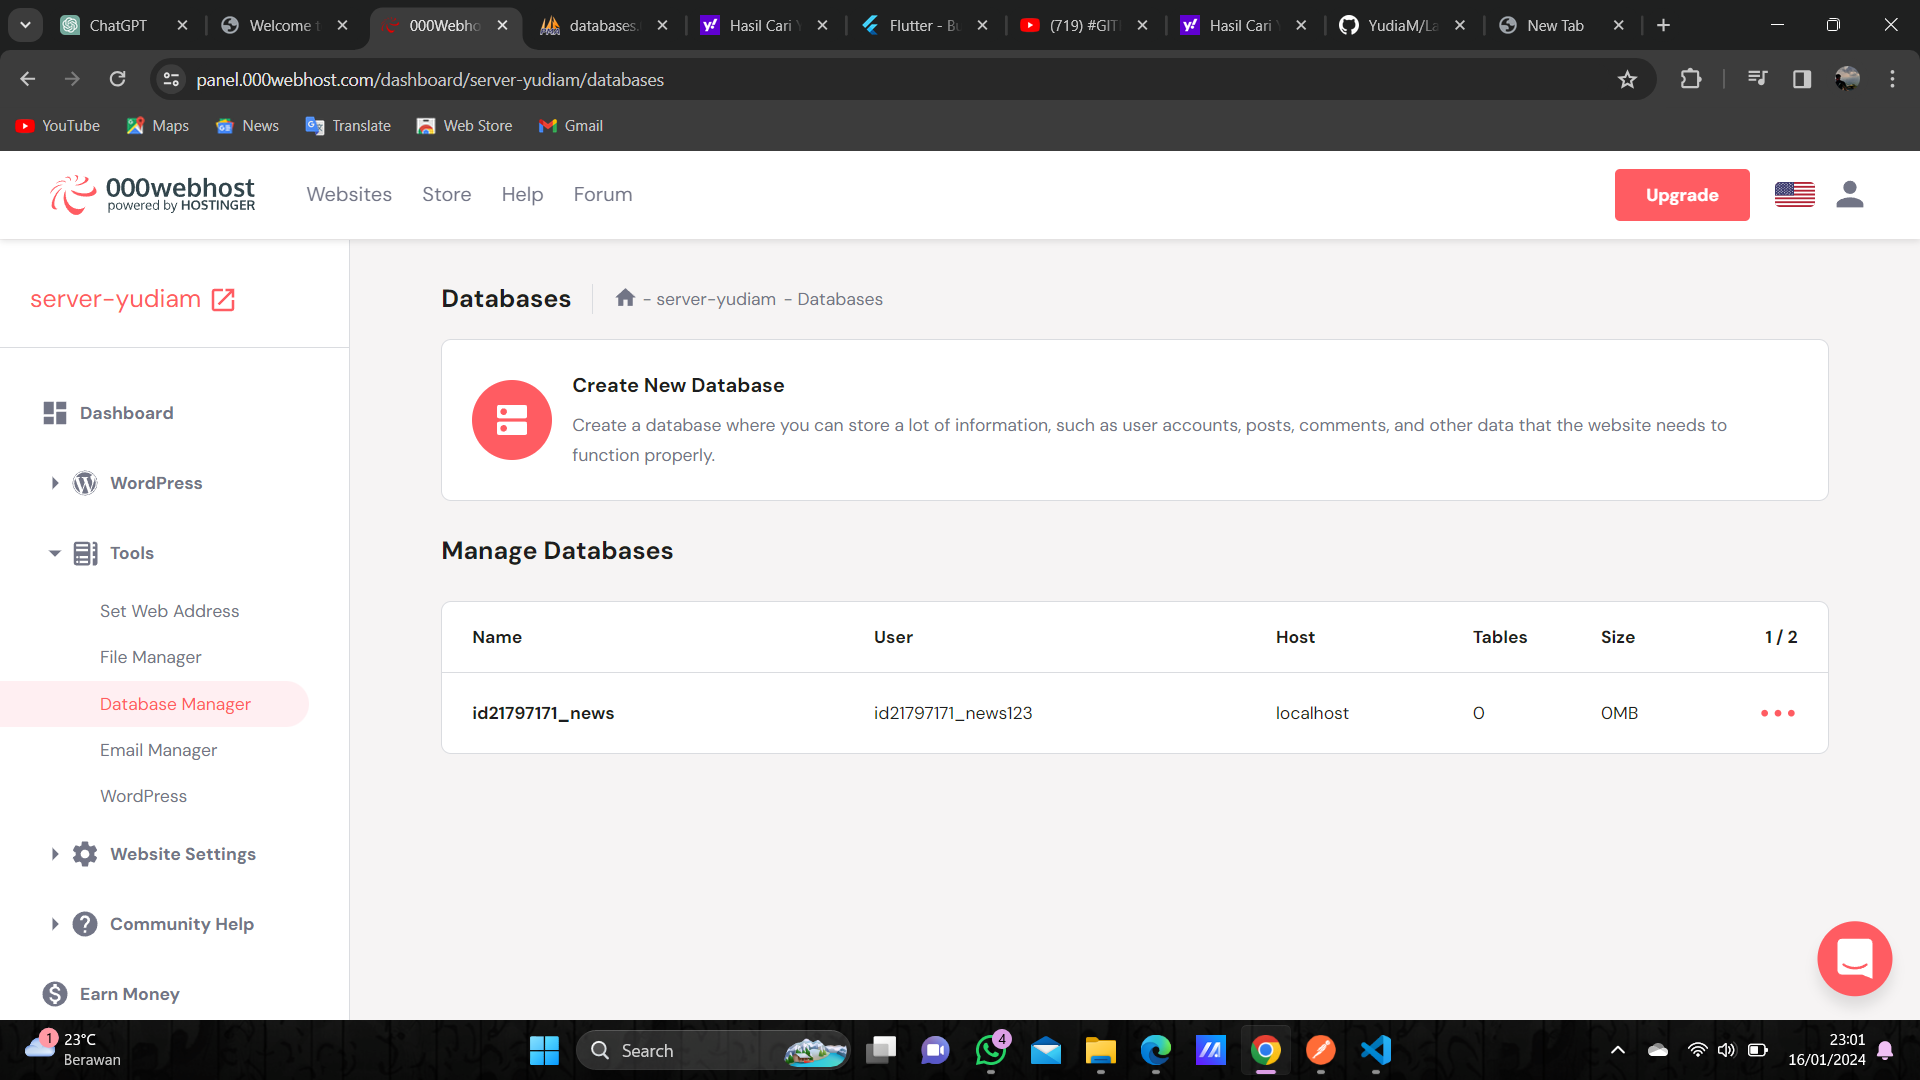 ChatGPT
Welcome t
000Webho
databases.
Hasil Cari Y
Flutter - Bu
(719) #GIT
Hasil Cari Y
YudiaM/La
New Tab
panel.000webhost.com/dashboard/server-yudiam/databases
YouTube
Maps
News
Translate
Web Store
Gmail
000webhost
powered by HOSTINGER
Websites
Store
Help
Forum
Upgrade
server-yudiam
Dashboard
WordPress
Tools
Set Web Address
File Manager
Database Manager
Email Manager
WordPress
Website Settings
Community Help
Earn Money
Databases
- server-yudiam - Databases
Create New Database
Create a database where you can store a lot of information, such as user accounts, posts, comments, and other data that the website needs to
function properly.
Manage Databases
Name User Host Tables Size 1 / 2
id21797171_news id21797171_news123 localhost 0 0MB
1
23°C
Berawan
Search
4
23:01
16/01/2024